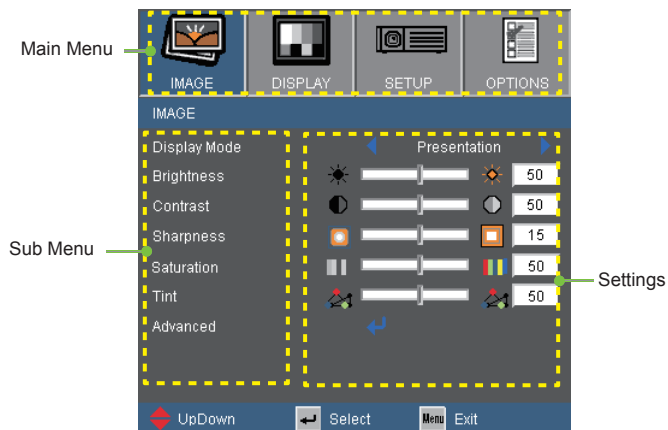 Main Menu
IMAGE
DISPLAY
SETUP
OPTIONS
IMAGE
Display Mode
Presentation
Brightness
50
Contrast
50
Sharpness
15
Sub Menu
Saturation
50
Settings
Tint
50
Advanced
UpDown
Select
Menu Exit